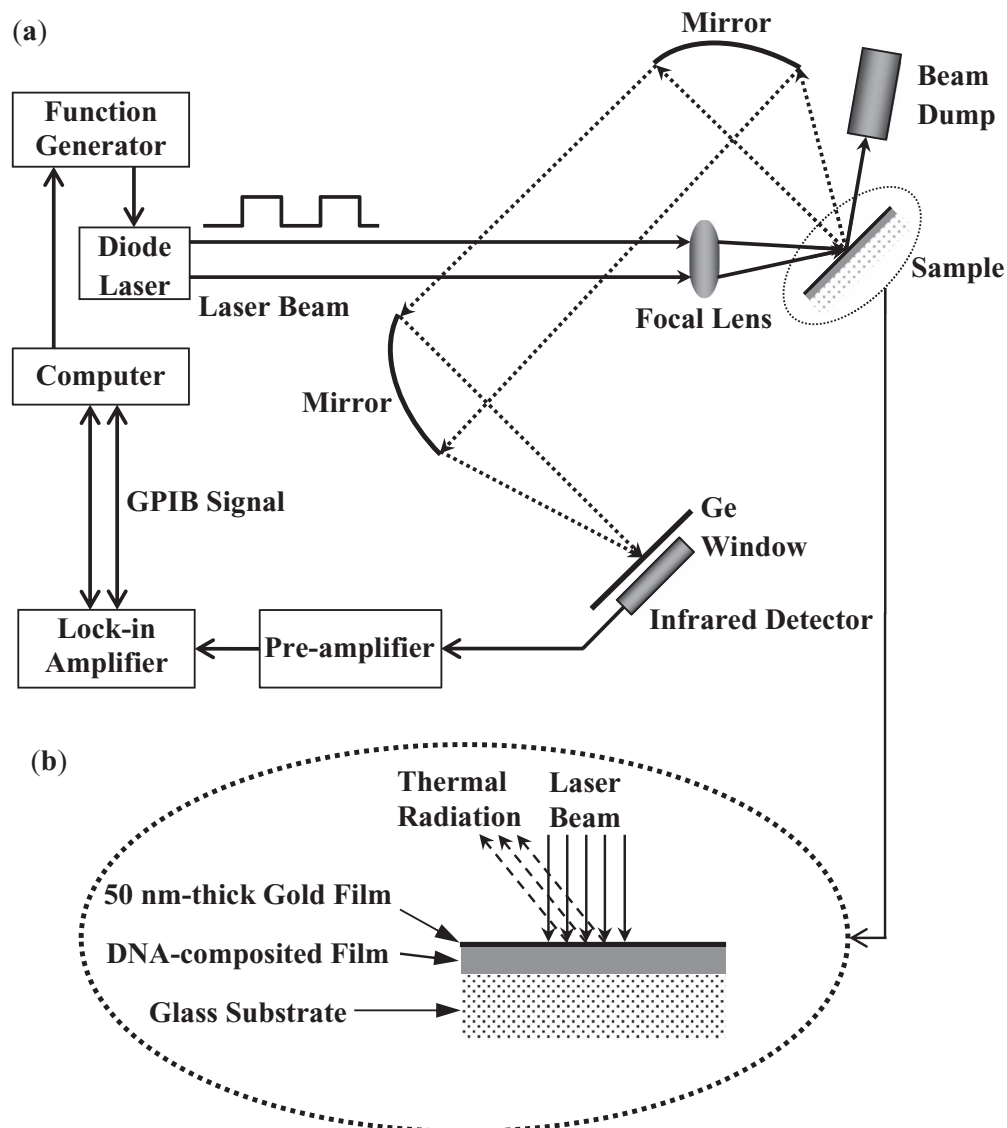 (a)
Mirror
Beam
Dump
Function
Generator
Diode
Laser
Laser Beam
Focal Lens
Sample
Computer
Mirror
GPIB Signal
Ge
Window
Infrared Detector
Lock-in
Amplifier
Pre-amplifier
(b)
Thermal
Radiation
Laser
Beam
50 nm-thick Gold Film
DNA-composited Film
Glass Substrate